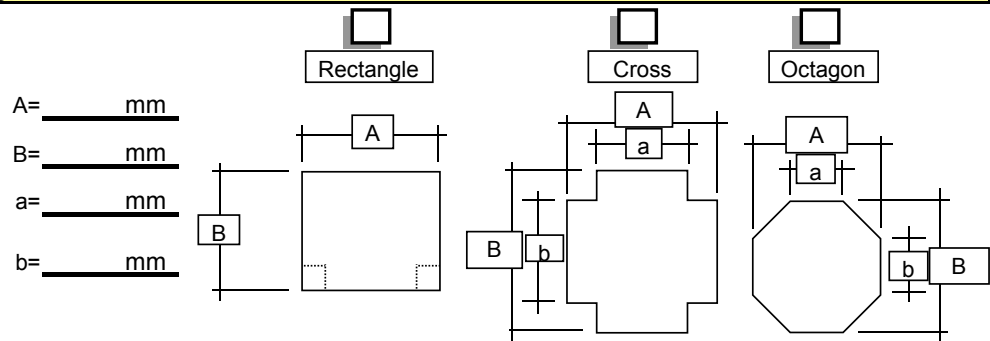 Rectangle
Cross
Octagon
A= mm
B= mm
a= mm
b= mm
A
B
A
a
B
b
A
a
b
B